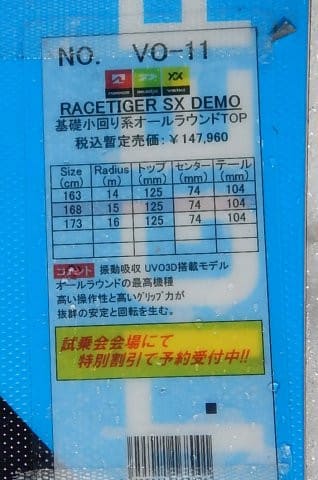 NO. VO-11
RACETIGER SX DEMO
基礎小回り系オールラウンドTOP
税込暫定売価：￥147,960
Size (cm) Radius (m) トップ (mm) センター (mm) テール (mm)
163 14 125 74 104
168 15 125 74 104
173 16 125 74 104
コメント 振動吸収 UVO3D搭載モデル
オールラウンドの最高機種
高い操作性と高いグリップ力が
抜群の安定と回転を生む。
試乗会会場にて
特別割引で予約受付中!!